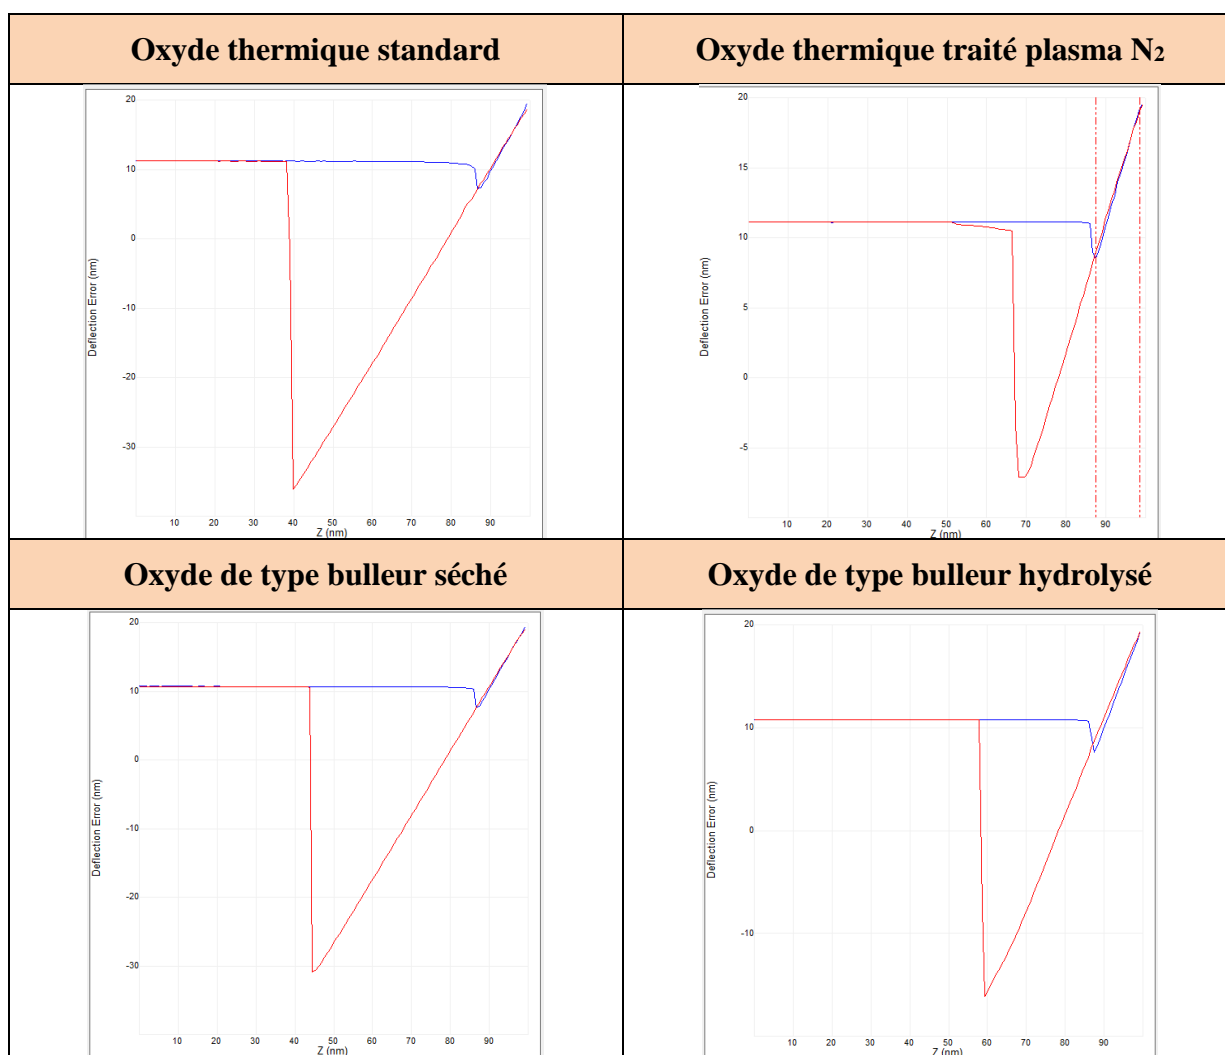 Oxyde thermique standard
Oxyde thermique traité plasma N₂
20
10
0
-10
-20
-30
Deflection Error (nm)
10 20 30 40 50 60 70 80 90
Z (nm)
20
15
10
5
0
-5
Deflection Error (nm)
10 20 30 40 50 60 70 80 90
Z (nm)
Oxyde de type bulleur séché
Oxyde de type bulleur hydrolysé
20
10
0
-10
-20
-30
Deflection Error (nm)
10 20 30 40 50 60 70 80 90
Z (nm)
20
10
0
-10
Deflection Error (nm)
10 20 30 40 50 60 70 80 90
Z (nm)